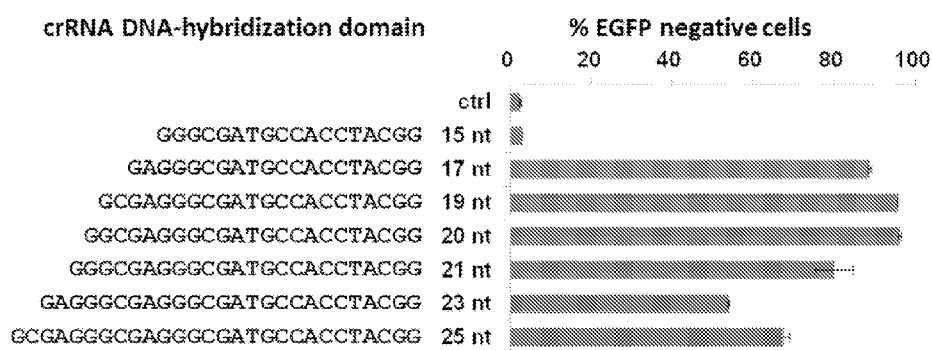 crRNA DNA-hybridization domain % EGFP negative cells
0 20 40 60 80 100
ctrl
GGGCGATGCCACCTACGG 15 nt
GAGGGCGATGCCACCTACGG 17 nt
GCGAGGGCGATGCCACCTACGG 19 nt
GGCGAGGGCGATGCCACCTACGG 20 nt
GGGCGAGGGCGATGCCACCTACGG 21 nt
GAGGGCGAGGGCGATGCCACCTACGG 23 nt
GCGAGGGCGAGGGCGATGCCACCTACGG 25 nt